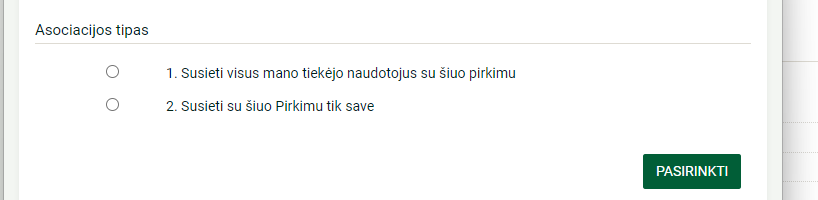 Asociacijos tipas
1. Susieti visus mano tiekėjo naudotojus su šiuo pirkimu
2. Susieti su šiuo Pirkimu tik save
PASIRINKTI